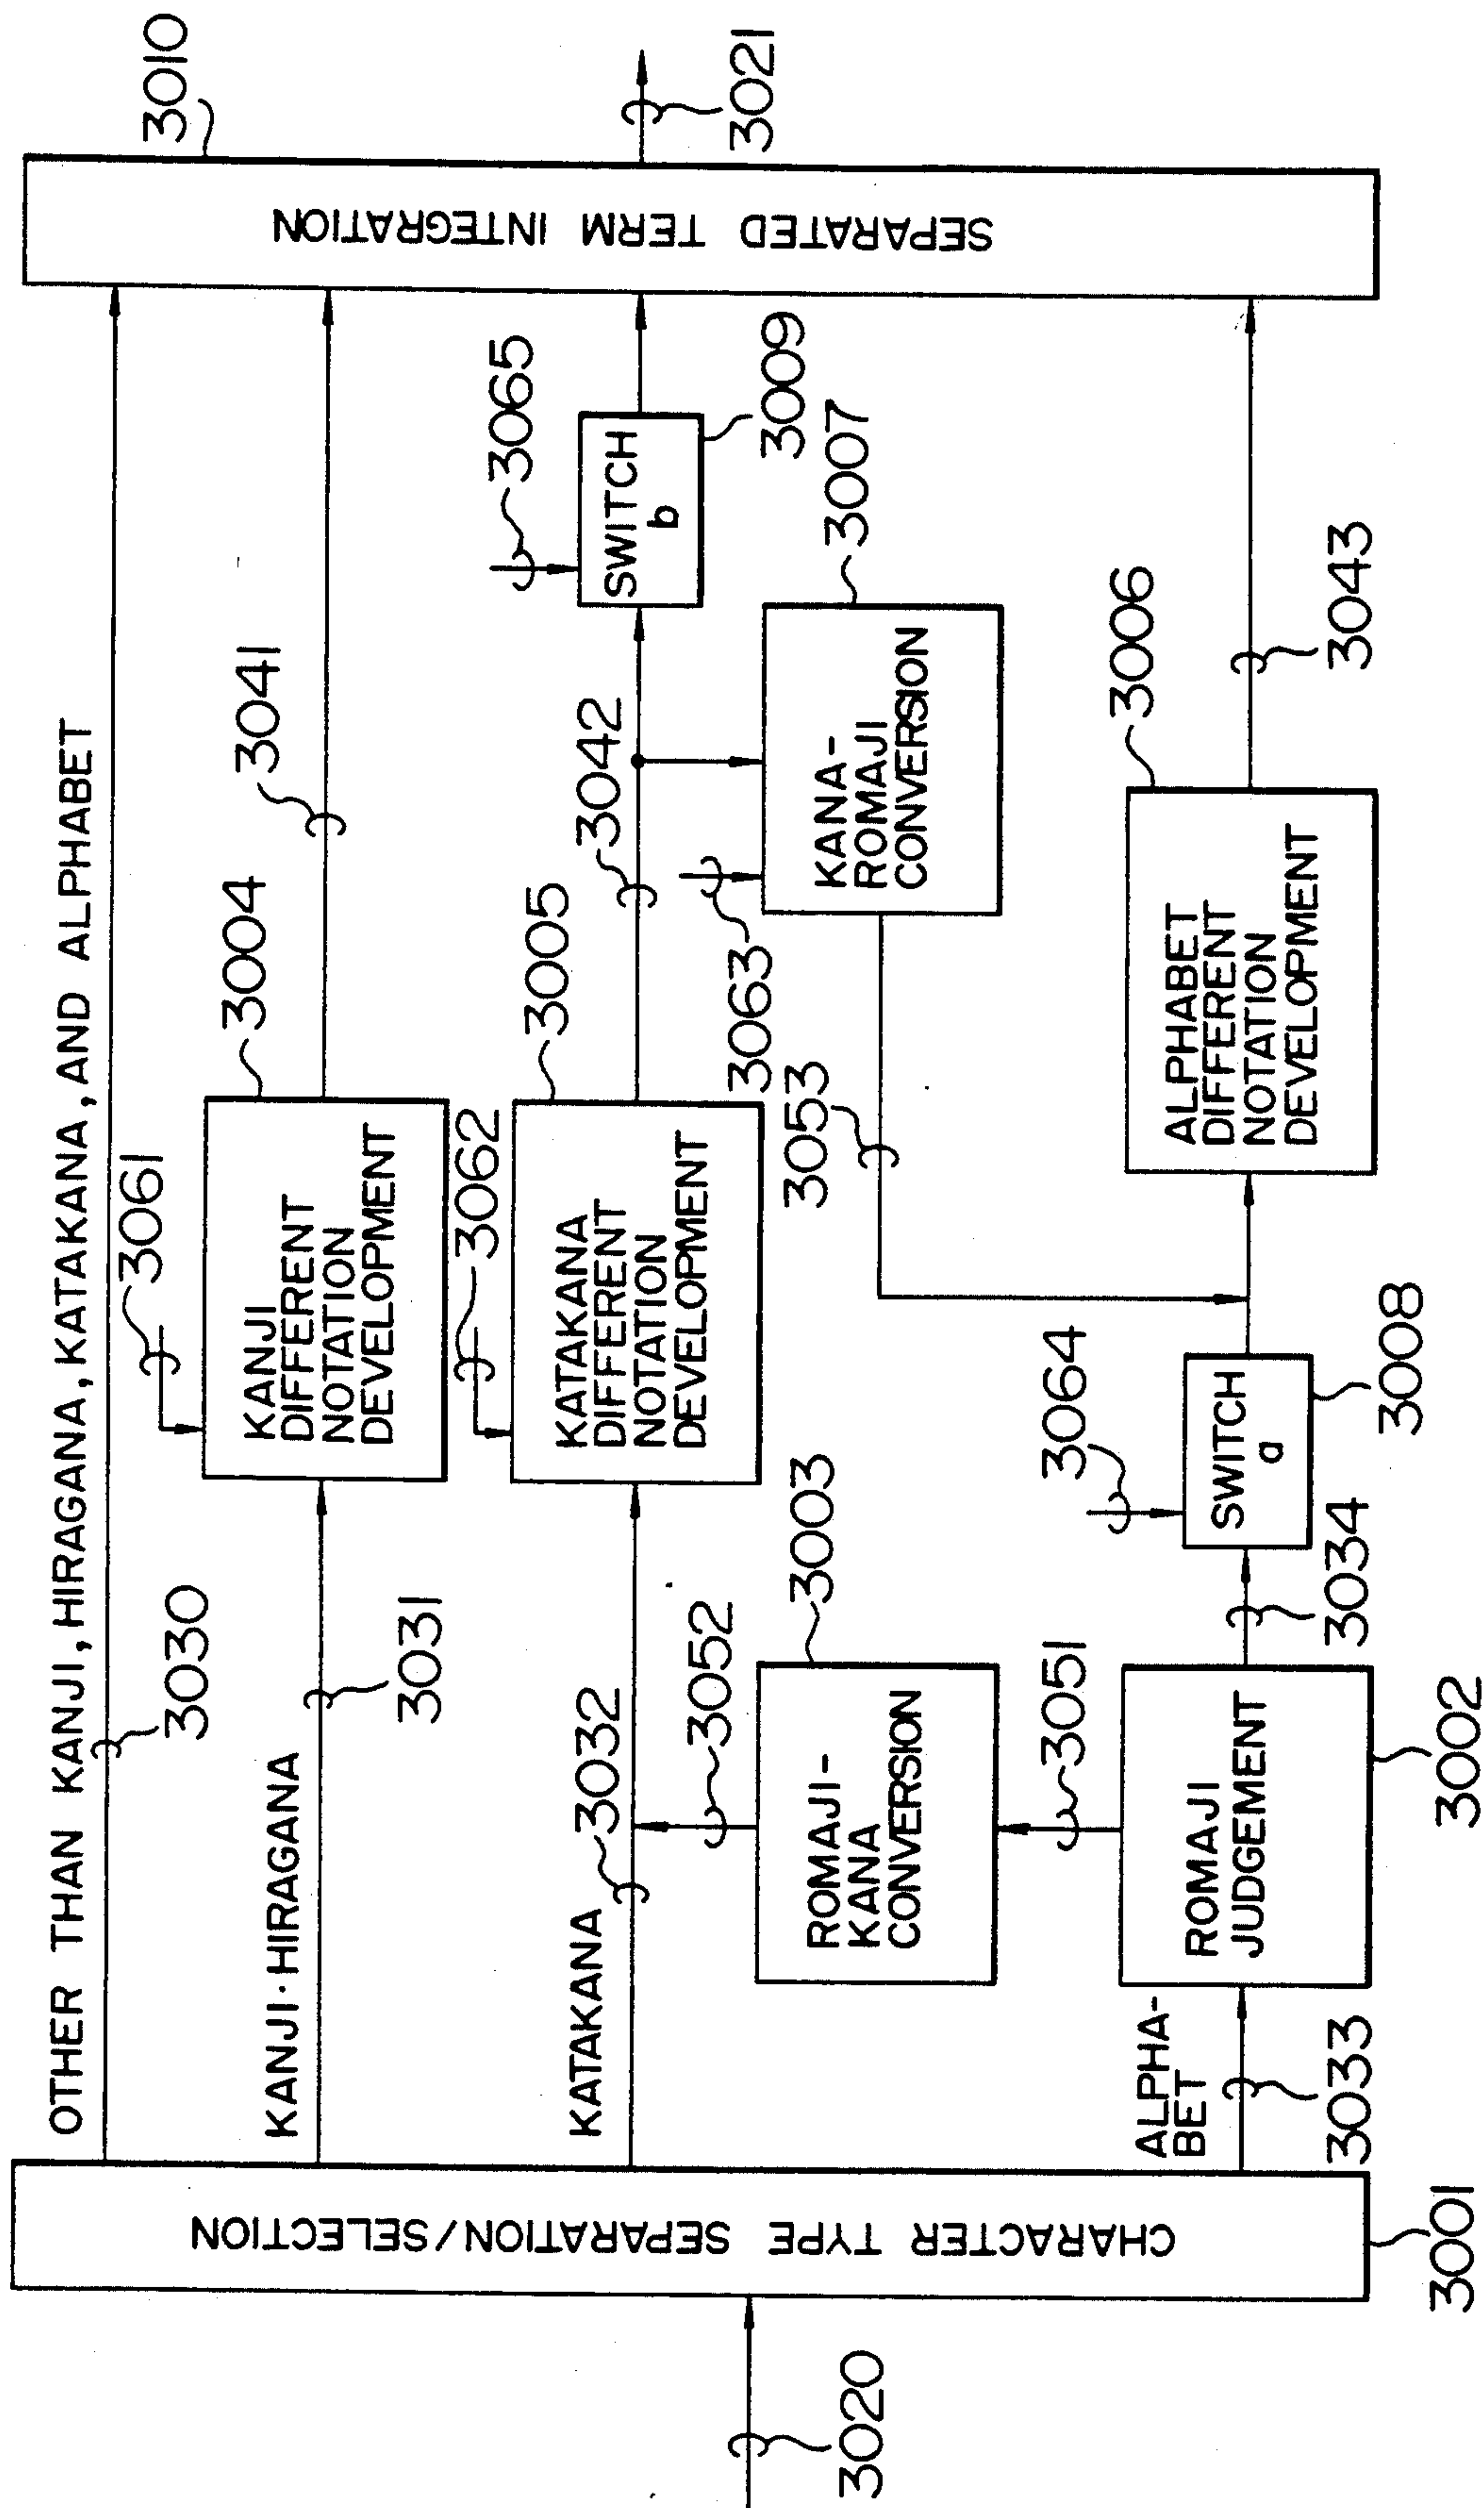 OTHER THAN KANJI, HIRAGANA, KATAKANA, AND ALPHABET
3030
3010
KANJI·HIRAGANA
3031
3061
KANJI
DIFFERENT
NOTATION
DEVELOPMENT
3004
3041
KATAKANA
3032
3062
KATAKANA
DIFFERENT
NOTATION
DEVELOPMENT
3005
3042
3065
SWITCH
b
3009
3021
3052
ROMAJI-
KANA
CONVERSION
3003
3053
3063
KANA-
ROMAJI
CONVERSION
3007
3051
ALPHA-
BET
3033
ROMAJI
JUDGEMENT
3002
3034
3064
SWITCH
a
3008
ALPHABET
DIFFERENT
NOTATION
DEVELOPMENT
3006
3043
3020
CHARACTER TYPE SEPARATION/SELECTION
3001
SEPARATED TERM INTEGRATION